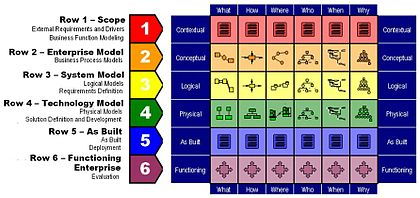 What How Where Who When Why
Row 1 – Scope
External Requirements and Drivers
Business Function Modeling
1
Contextual
Contextual
Row 2 – Enterprise Model
Business Process Models
2
Conceptual
Conceptual
Row 3 – System Model
Logical Models
Requirements Definition
3
Logical
Logical
Row 4 – Technology Model
Physical Models
Solution Definition and Development
4
Physical
Physical
Row 5 – As Built
As Built
Deployment
5
As Built
As Built
Row 6 – Functioning
Enterprise
Evaluation
6
Functioning
Functioning
What How Where Who When Why